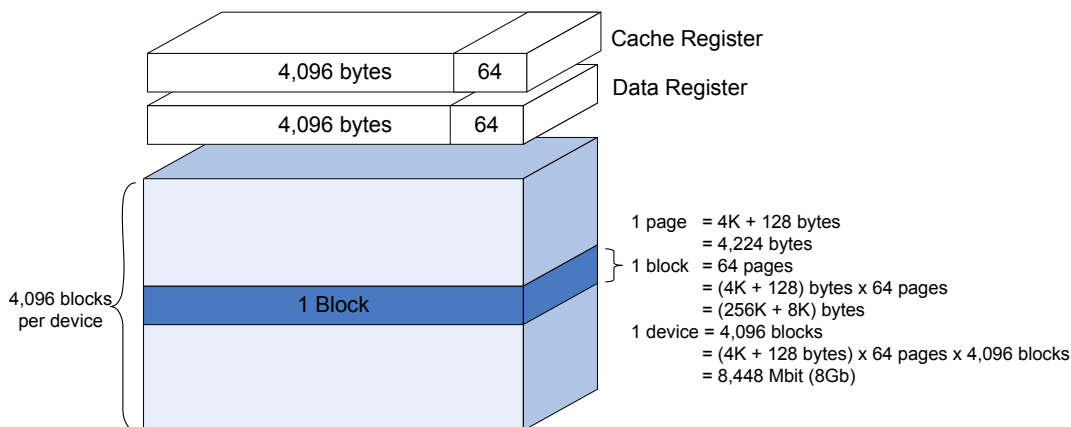 4,096 bytes 64 Cache Register
4,096 bytes 64 Data Register
4,096 blocks
per device
1 Block
1 page = 4K + 128 bytes
= 4,224 bytes
1 block = 64 pages
= (4K + 128) bytes x 64 pages
= (256K + 8K) bytes
1 device = 4,096 blocks
= (4K + 128 bytes) x 64 pages x 4,096 blocks
= 8,448 Mbit (8Gb)